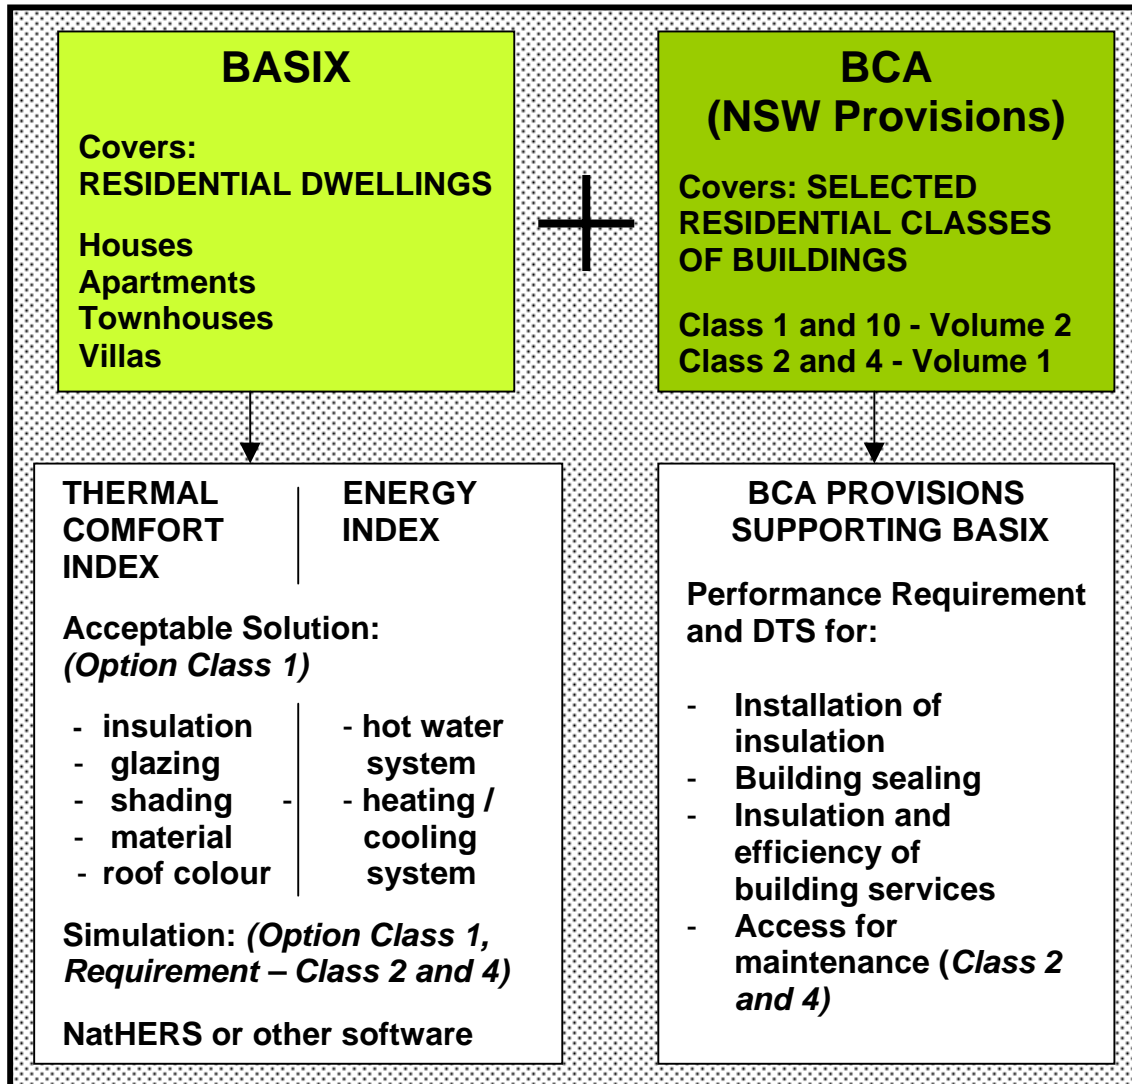 BASIX
Covers:
RESIDENTIAL DWELLINGS
Houses
Apartments
Townhouses
Villas
BCA
(NSW Provisions)
Covers: SELECTED
RESIDENTIAL CLASSES
OF BUILDINGS
Class 1 and 10 - Volume 2
Class 2 and 4 - Volume 1
THERMAL
COMFORT
INDEX
ENERGY
INDEX
Acceptable Solution:
(Option Class 1)
- insulation
- glazing
- shading -
- material
- roof colour
- hot water
system
- heating /
cooling
system
Simulation: (Option Class 1,
Requirement – Class 2 and 4)
NatHERS or other software
BCA PROVISIONS
SUPPORTING BASIX
Performance Requirement
and DTS for:
- Installation of
insulation
- Building sealing
- Insulation and
efficiency of
building services
- Access for
maintenance (Class 2
and 4)